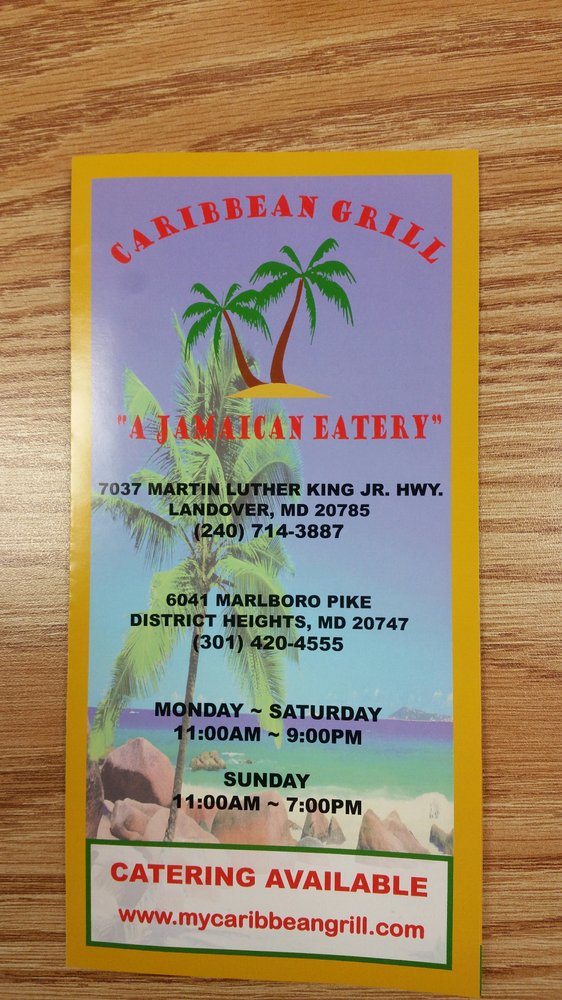 CARIBBEAN GRILL
"A JAMAICAN EATERY"
7037 MARTIN LUTHER KING JR. HWY.
LANDOVER, MD 20785
(240) 714-3887
6041 MARLBORO PIKE
DISTRICT HEIGHTS, MD 20747
(301) 420-4555
MONDAY ~ SATURDAY
11:00AM ~ 9:00PM
SUNDAY
11:00AM ~ 7:00PM
CATERING AVAILABLE
www.mycaribbeangrill.com